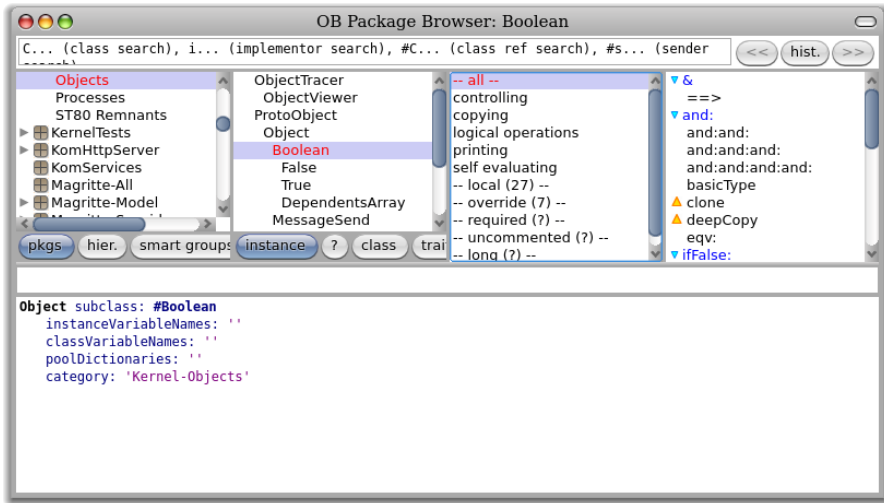 OB Package Browser: Boolean
C... (class search), i... (implementor search), #C... (class ref search), #s... (sender
search)
<<
hist.
>>
Objects
Processes
ST80 Remnants
KernelTests
KomHttpServer
KomServices
Magritte-All
Magritte-Model
ObjectTracer
ObjectViewer
ProtoObject
Object
Boolean
False
True
DependentsArray
MessageSend
-- all --
controlling
copying
logical operations
printing
self evaluating
-- local (27) --
-- override (7) --
-- required (?) --
-- uncommented (?) --
-- long (?) --
&
==>
and:
and:and:
and:and:and:
and:and:and:and:
basicType
clone
deepCopy
eqv:
ifFalse:
pkgs
hier.
smart groups
instance
?
class
trai
Object subclass: #Boolean
instanceVariableNames: ''
classVariableNames: ''
poolDictionaries: ''
category: 'Kernel-Objects'